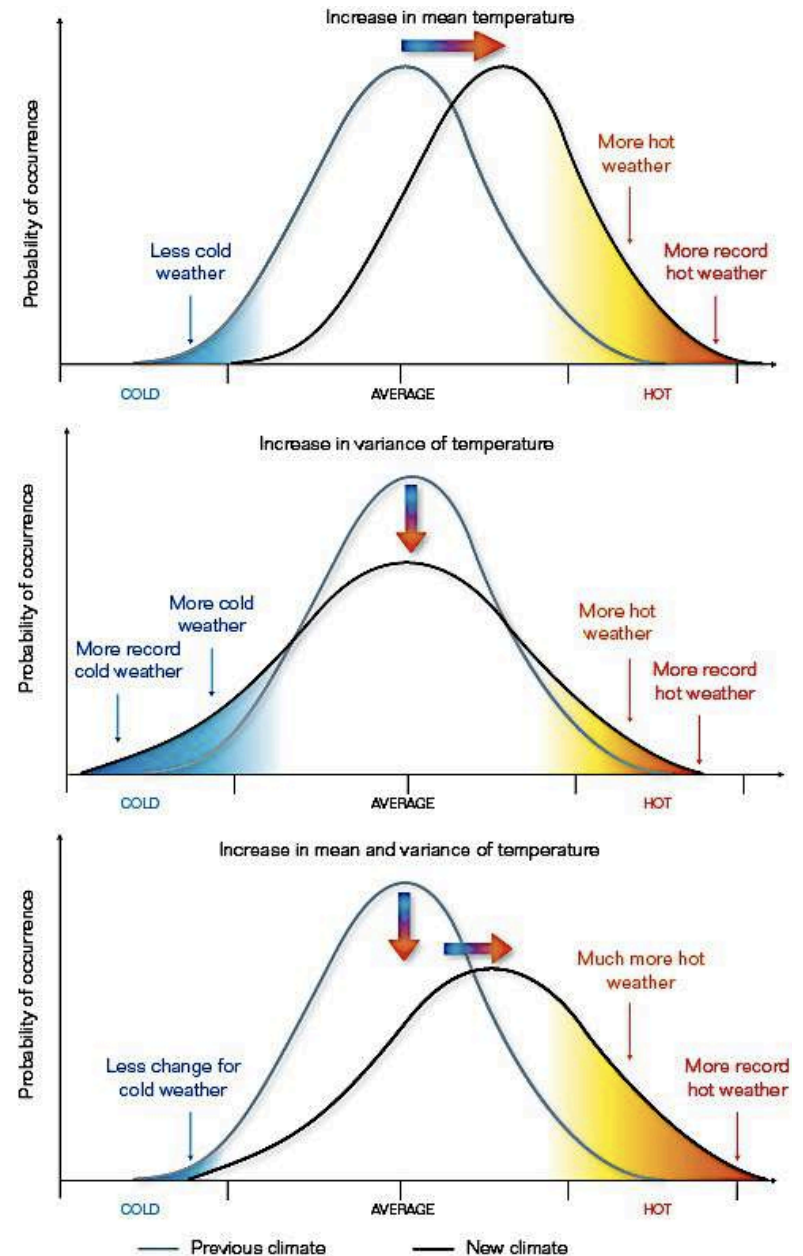 Increase in mean temperature
Probability of occurrence
Less cold
weather
More hot
weather
More record
hot weather
COLD
AVERAGE
HOT
Increase in variance of temperature
Probability of occurrence
More record
cold weather
More cold
weather
More hot
weather
More record
hot weather
COLD
AVERAGE
HOT
Increase in mean and variance of temperature
Probability of occurrence
Less change for
cold weather
Much more hot
weather
More record
hot weather
COLD
AVERAGE
HOT
Previous climate
New climate